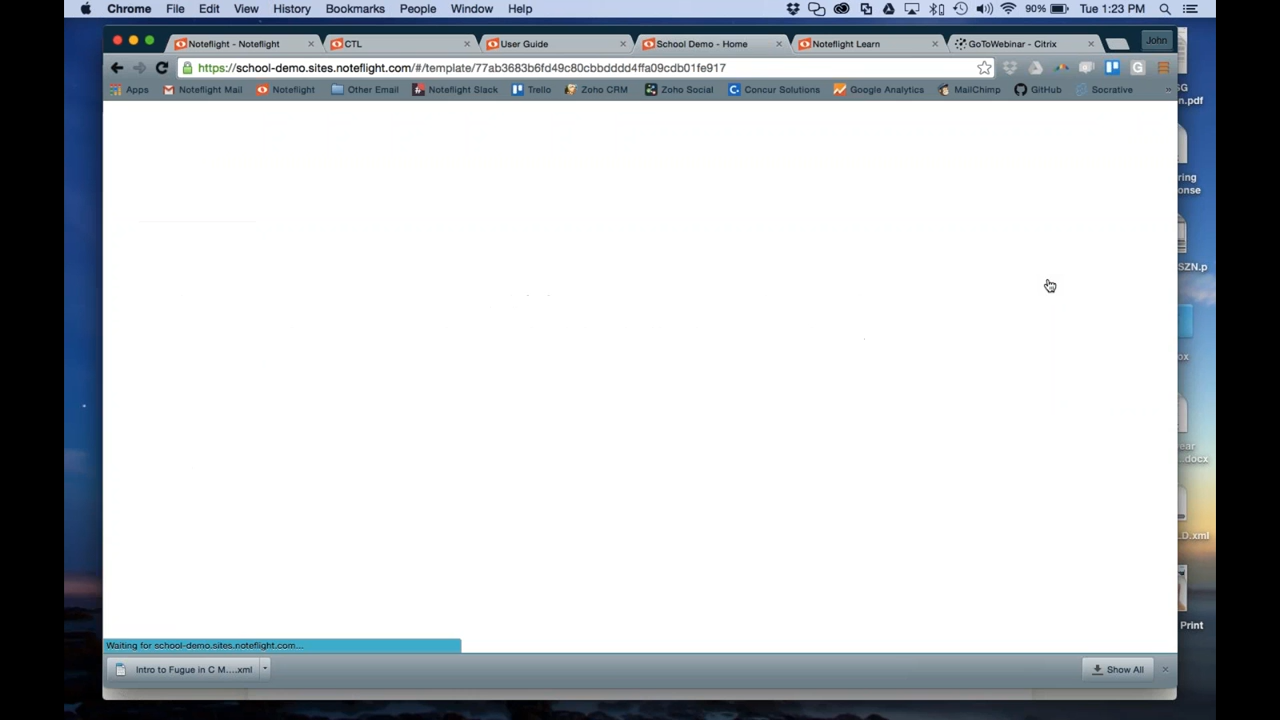 Chrome File Edit View History Bookmarks People Window Help 90% Tue 1:23 PM
Noteflight - Noteflight CTL User Guide School Demo - Home Noteflight Learn GoToWebinar - Citrix John
https://school-demo.sites.noteflight.com/#/template/77ab3683b6fd49c80cbbdddd4ffa09cdb01fe917
Apps Noteflight Mail Noteflight Other Email Noteflight Slack Trello Zoho CRM Zoho Social Concur Solutions Google Analytics MailChimp GitHub Socrative »
n.pdf
ring
onse
SZN.p
ox
ear
...docx
D.xml
Print
Waiting for school-demo.sites.noteflight.com...
Intro to Fugue in C M....xml Show All